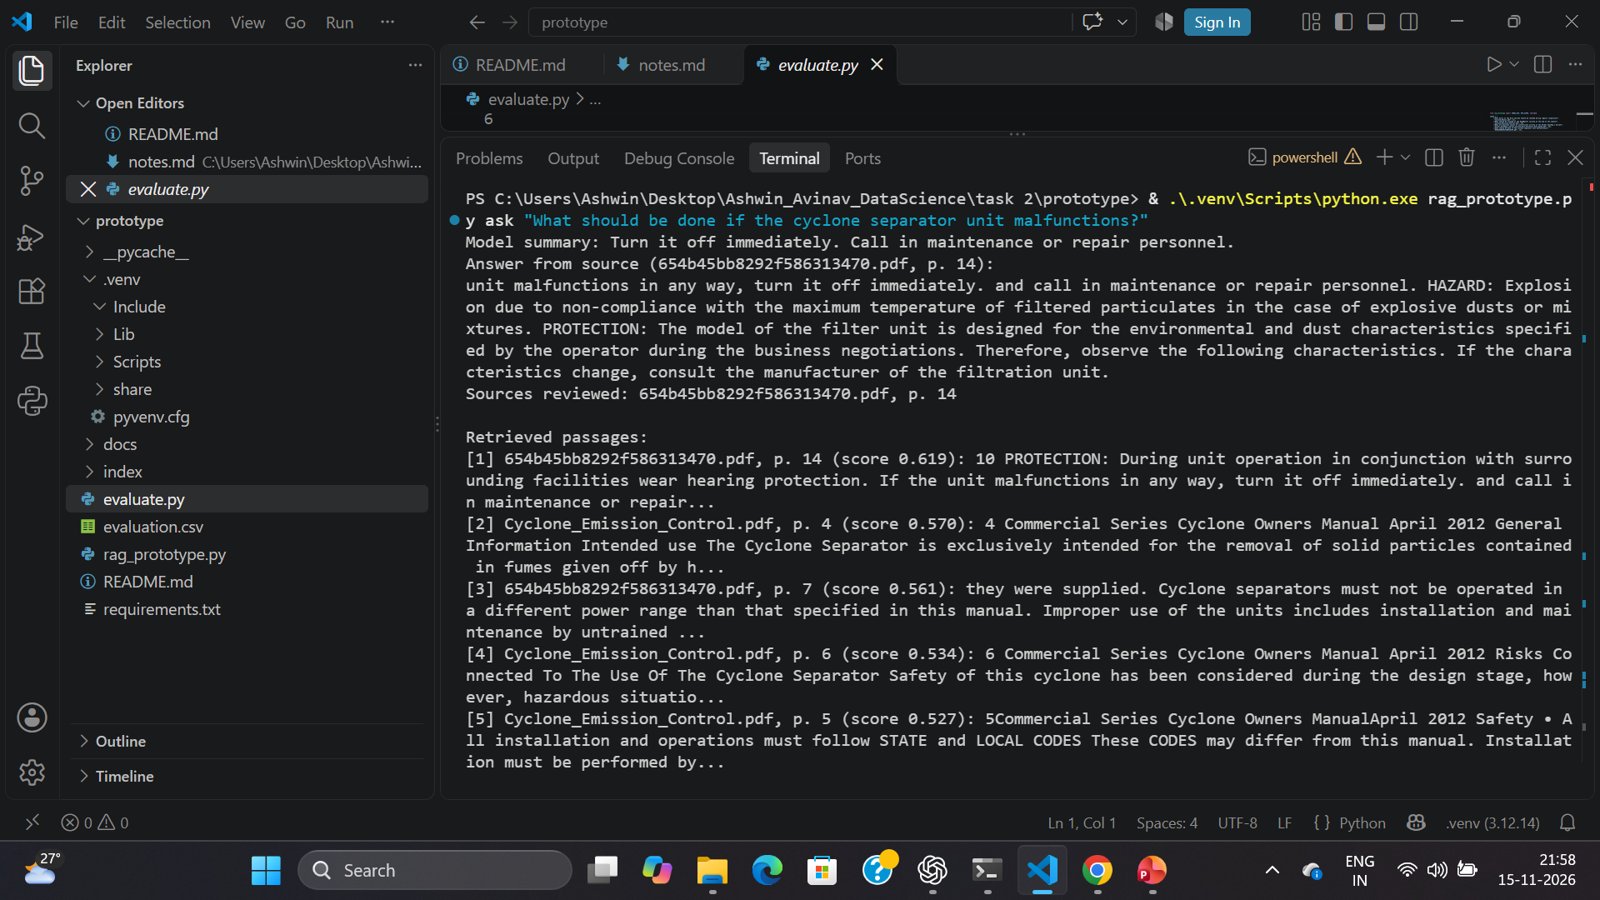 File Edit Selection View Go Run ···
prototype
Sign In
Explorer
Open Editors
README.md
notes.md C:\Users\Ashwin\Desktop\Ashwi...
evaluate.py
prototype
__pycache__
.venv
Include
Lib
Scripts
share
pyvenv.cfg
docs
index
evaluate.py
evaluation.csv
rag_prototype.py
README.md
requirements.txt
Outline
Timeline
README.md
notes.md
evaluate.py
evaluate.py > ...
6
Problems Output Debug Console Terminal Ports
powershell
PS C:\Users\Ashwin\Desktop\Ashwin_Avinav_DataScience\task 2\prototype> & .\.venv\Scripts\python.exe rag_prototype.p
y ask "What should be done if the cyclone separator unit malfunctions?"
Model summary: Turn it off immediately. Call in maintenance or repair personnel.
Answer from source (654b45bb8292f586313470.pdf, p. 14):
unit malfunctions in any way, turn it off immediately. and call in maintenance or repair personnel. HAZARD: Explosi
on due to non-compliance with the maximum temperature of filtered particulates in the case of explosive dusts or mi
xtures. PROTECTION: The model of the filter unit is designed for the environmental and dust characteristics specifi
ed by the operator during the business negotiations. Therefore, observe the following characteristics. If the chara
cteristics change, consult the manufacturer of the filtration unit.
Sources reviewed: 654b45bb8292f586313470.pdf, p. 14
Retrieved passages:
[1] 654b45bb8292f586313470.pdf, p. 14 (score 0.619): 10 PROTECTION: During unit operation in conjunction with surro
unding facilities wear hearing protection. If the unit malfunctions in any way, turn it off immediately. and call i
n maintenance or repair...
[2] Cyclone_Emission_Control.pdf, p. 4 (score 0.570): 4 Commercial Series Cyclone Owners Manual April 2012 General
Information Intended use The Cyclone Separator is exclusively intended for the removal of solid particles contained
in fumes given off by h...
[3] 654b45bb8292f586313470.pdf, p. 7 (score 0.561): they were supplied. Cyclone separators must not be operated in
a different power range than that specified in this manual. Improper use of the units includes installation and mai
ntenance by untrained ...
[4] Cyclone_Emission_Control.pdf, p. 6 (score 0.534): 6 Commercial Series Cyclone Owners Manual April 2012 Risks Co
nnected To The Use Of The Cyclone Separator Safety of this cyclone has been considered during the design stage, how
ever, hazardous situatio...
[5] Cyclone_Emission_Control.pdf, p. 5 (score 0.527): 5Commercial Series Cyclone Owners ManualApril 2012 Safety • A
ll installation and operations must follow STATE and LOCAL CODES These CODES may differ from this manual. Installat
ion must be performed by...
0 0
Ln 1, Col 1 Spaces: 4 UTF-8 LF { } Python .venv (3.12.14)
27°
Search
ENG
IN
21:58
15-11-2026